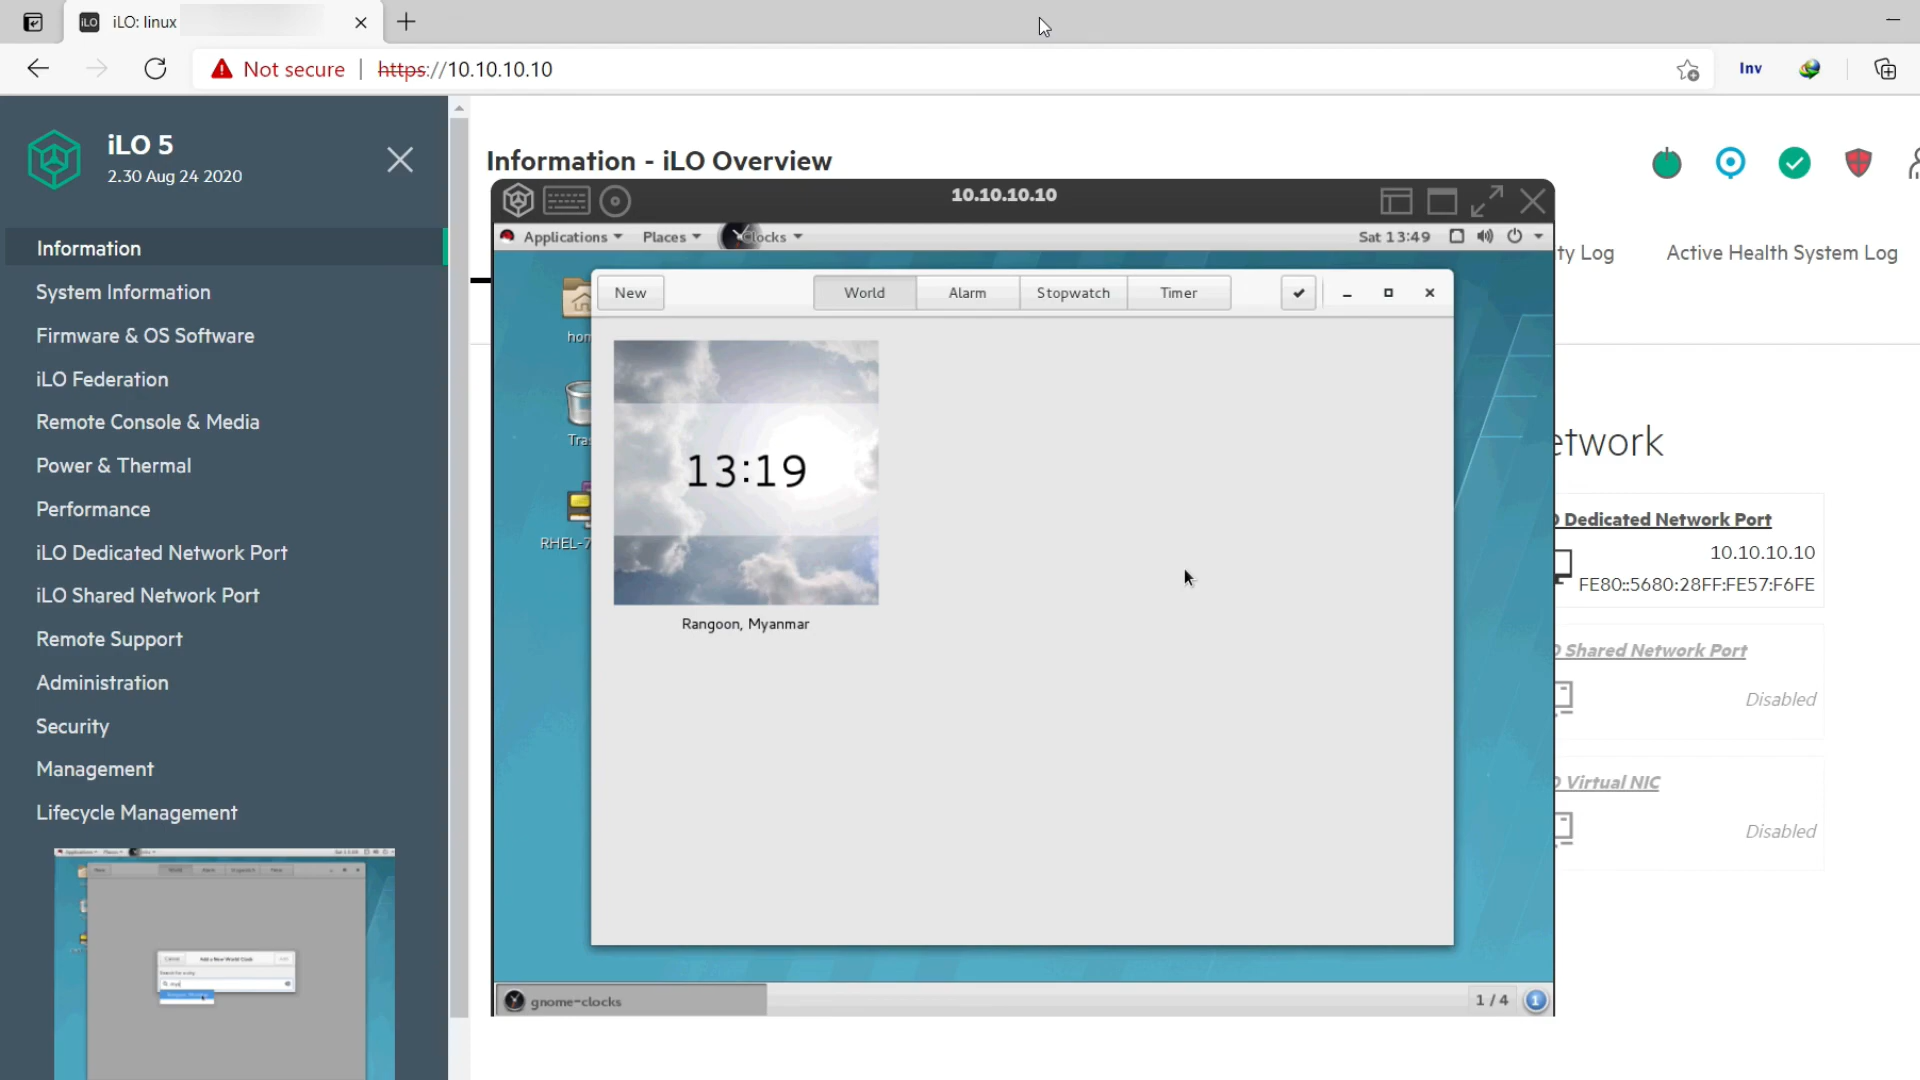 iLO: linux
Not secure
https://10.10.10.10
Inv
iLO 5
2.30 Aug 24 2020
Information
System Information
Firmware & OS Software
iLO Federation
Remote Console & Media
Power & Thermal
Performance
iLO Dedicated Network Port
iLO Shared Network Port
Remote Support
Administration
Security
Management
Lifecycle Management
Information - iLO Overview
ty Log
Active Health System Log
10.10.10.10
Applications
Places
Clocks
Sat 13:49
New
World
Alarm
Stopwatch
Timer
hom
Tra
RHEL-7
13:19
Rangoon, Myanmar
gnome-clocks
1 / 4
1
etwork
O Dedicated Network Port
10.10.10.10
FE80::5680:28FF:FE57:F6FE
O Shared Network Port
Disabled
O Virtual NIC
Disabled